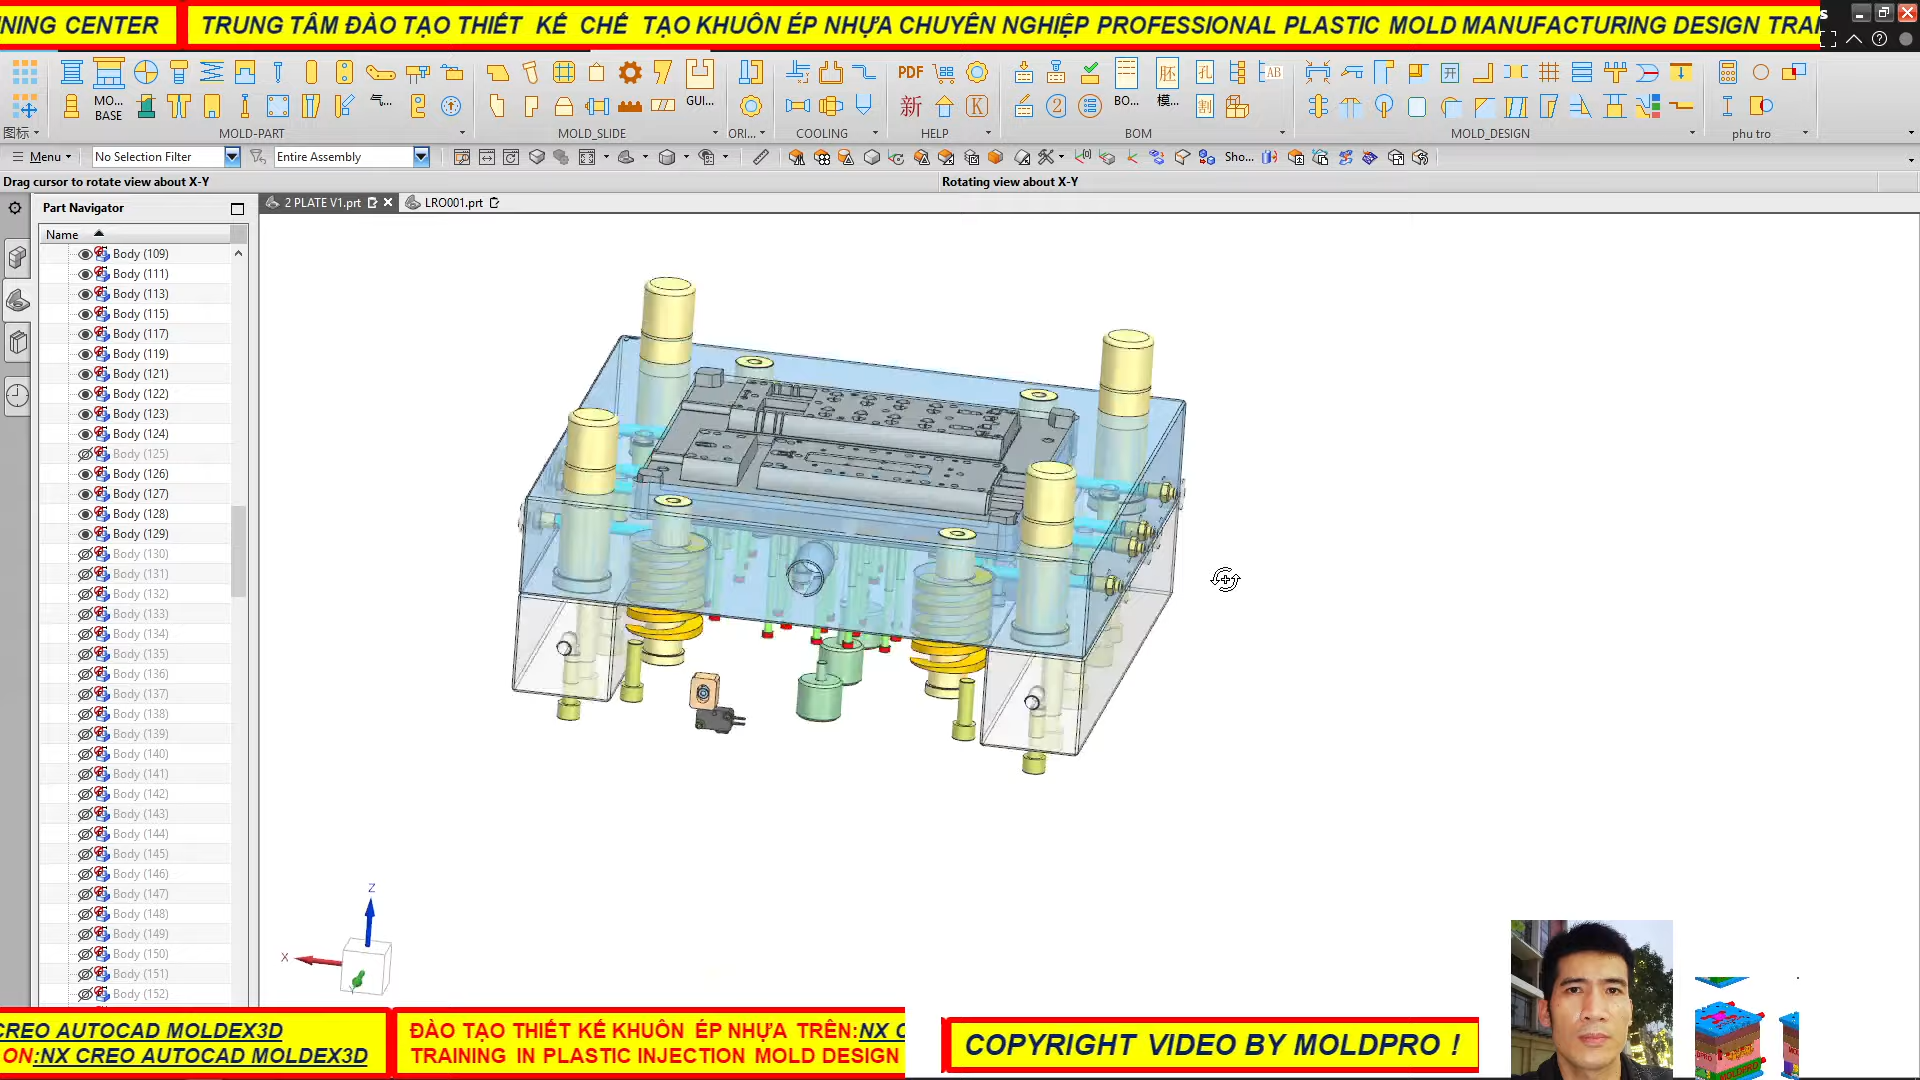 NING CENTER
TRUNG TÂM ĐÀO TẠO THIẾT KẾ CHẾ TẠO KHUÔN ÉP NHỰA CHUYÊN NGHIỆP PROFESSIONAL PLASTIC MOLD MANUFACTURING DESIGN TRAI
s
PDF
AB
开
胚
孔
MO... BASE
GUI...
新
K
2
BO...
模...
割
图标
MOLD-PART
MOLD_SLIDE
ORI...
COOLING
HELP
BOM
MOLD_DESIGN
phu tro
Menu
No Selection Filter
Entire Assembly
Sho...
Drag cursor to rotate view about X-Y
Rotating view about X-Y
Part Navigator
2 PLATE V1.prt
LRO001.prt
Name
Body (109)
Body (111)
Body (113)
Body (115)
Body (117)
Body (119)
Body (121)
Body (122)
Body (123)
Body (124)
Body (125)
Body (126)
Body (127)
Body (128)
Body (129)
Body (130)
Body (131)
Body (132)
Body (133)
Body (134)
Body (135)
Body (136)
Body (137)
Body (138)
Body (139)
Body (140)
Body (141)
Body (142)
Body (143)
Body (144)
Body (145)
Body (146)
Body (147)
Body (148)
Body (149)
Body (150)
Body (151)
Body (152)
Z
X
Y
CREO AUTOCAD MOLDEX3D
ON:NX CREO AUTOCAD MOLDEX3D
ĐÀO TẠO THIẾT KẾ KHUÔN ÉP NHỰA TRÊN:NX C
TRAINING IN PLASTIC INJECTION MOLD DESIGN
COPYRIGHT VIDEO BY MOLDPRO !
MOLDPRO